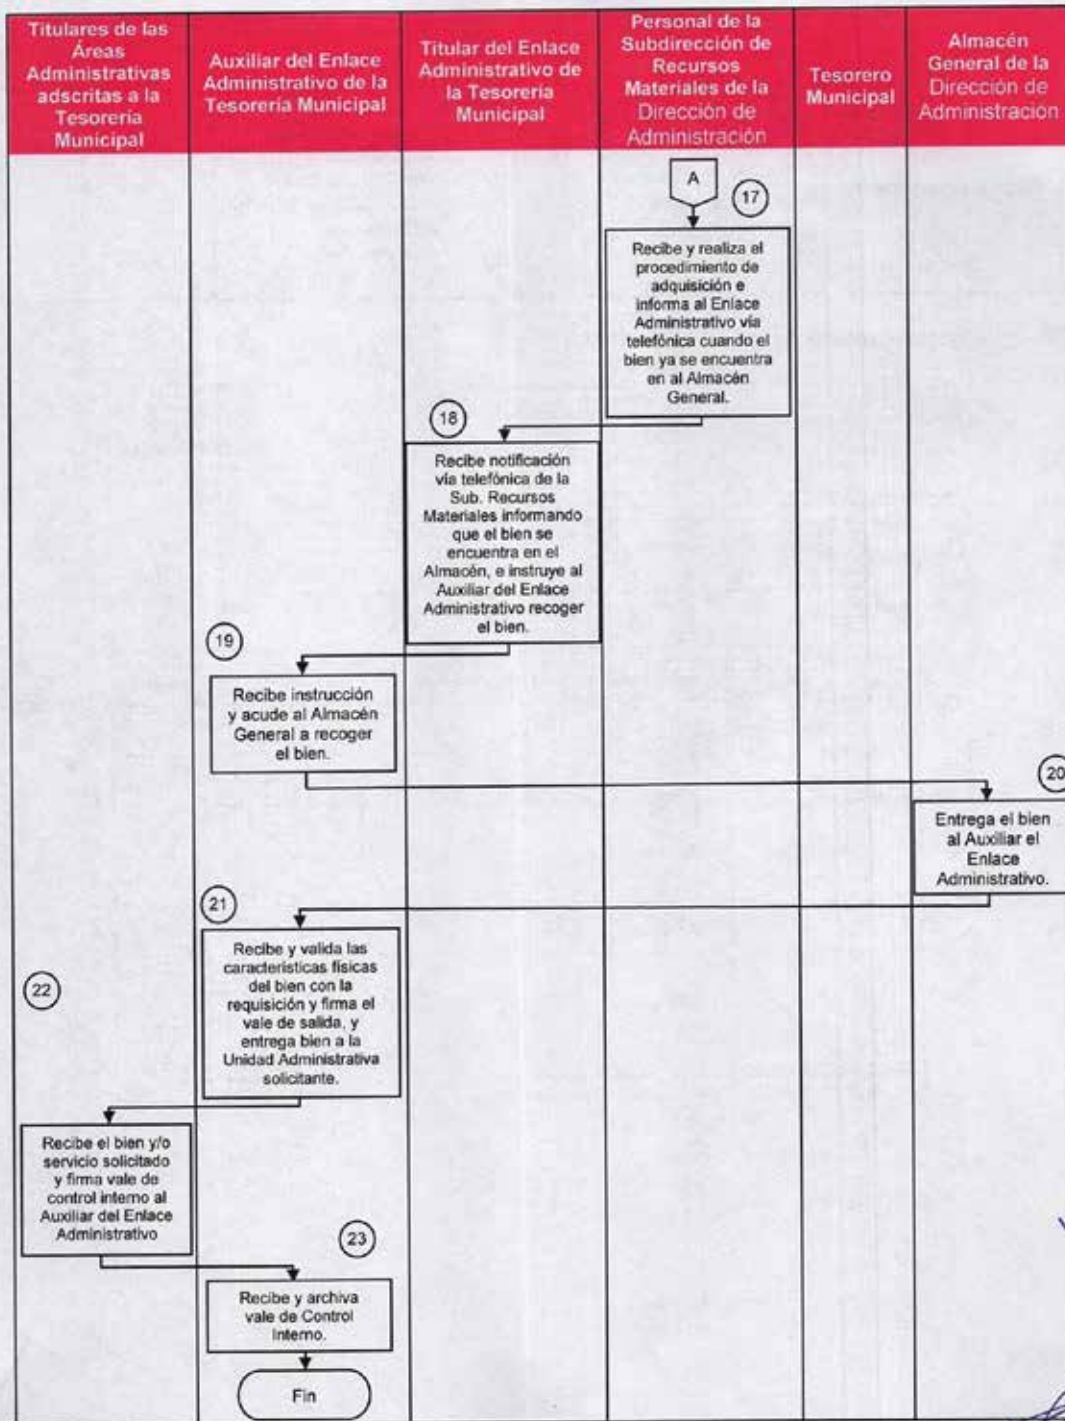 Titulares de las
Áreas
Administrativas
adscritas a la
Tesorería
Municipal
Auxiliar del Enlace
Administrativo de la
Tesorería Municipal
Titular del Enlace
Administrativo de
la Tesorería
Municipal
Personal de la
Subdirección de
Recursos
Materiales de la
Dirección de
Administración
Tesorero
Municipal
Almacén
General de la
Dirección de
Administración
A
17
Recibe y realiza el
procedimiento de
adquisición e
informa al Enlace
Administrativo vía
telefónica cuando el
bien ya se encuentra
en al Almacén
General.
18
Recibe notificación
vía telefónica de la
Sub. Recursos
Materiales informando
que el bien se
encuentra en el
Almacén, e instruye al
Auxiliar del Enlace
Administrativo recoger
el bien.
19
Recibe instrucción
y acude al Almacén
General a recoger
el bien.
20
Entrega el bien
al Auxiliar el
Enlace
Administrativo.
21
Recibe y valida las
características físicas
del bien con la
requisición y firma el
vale de salida, y
entrega bien a la
Unidad Administrativa
solicitante.
22
Recibe el bien y/o
servicio solicitado
y firma vale de
control interno al
Auxiliar del Enlace
Administrativo
23
Recibe y archiva
vale de Control
Interno.
Fin